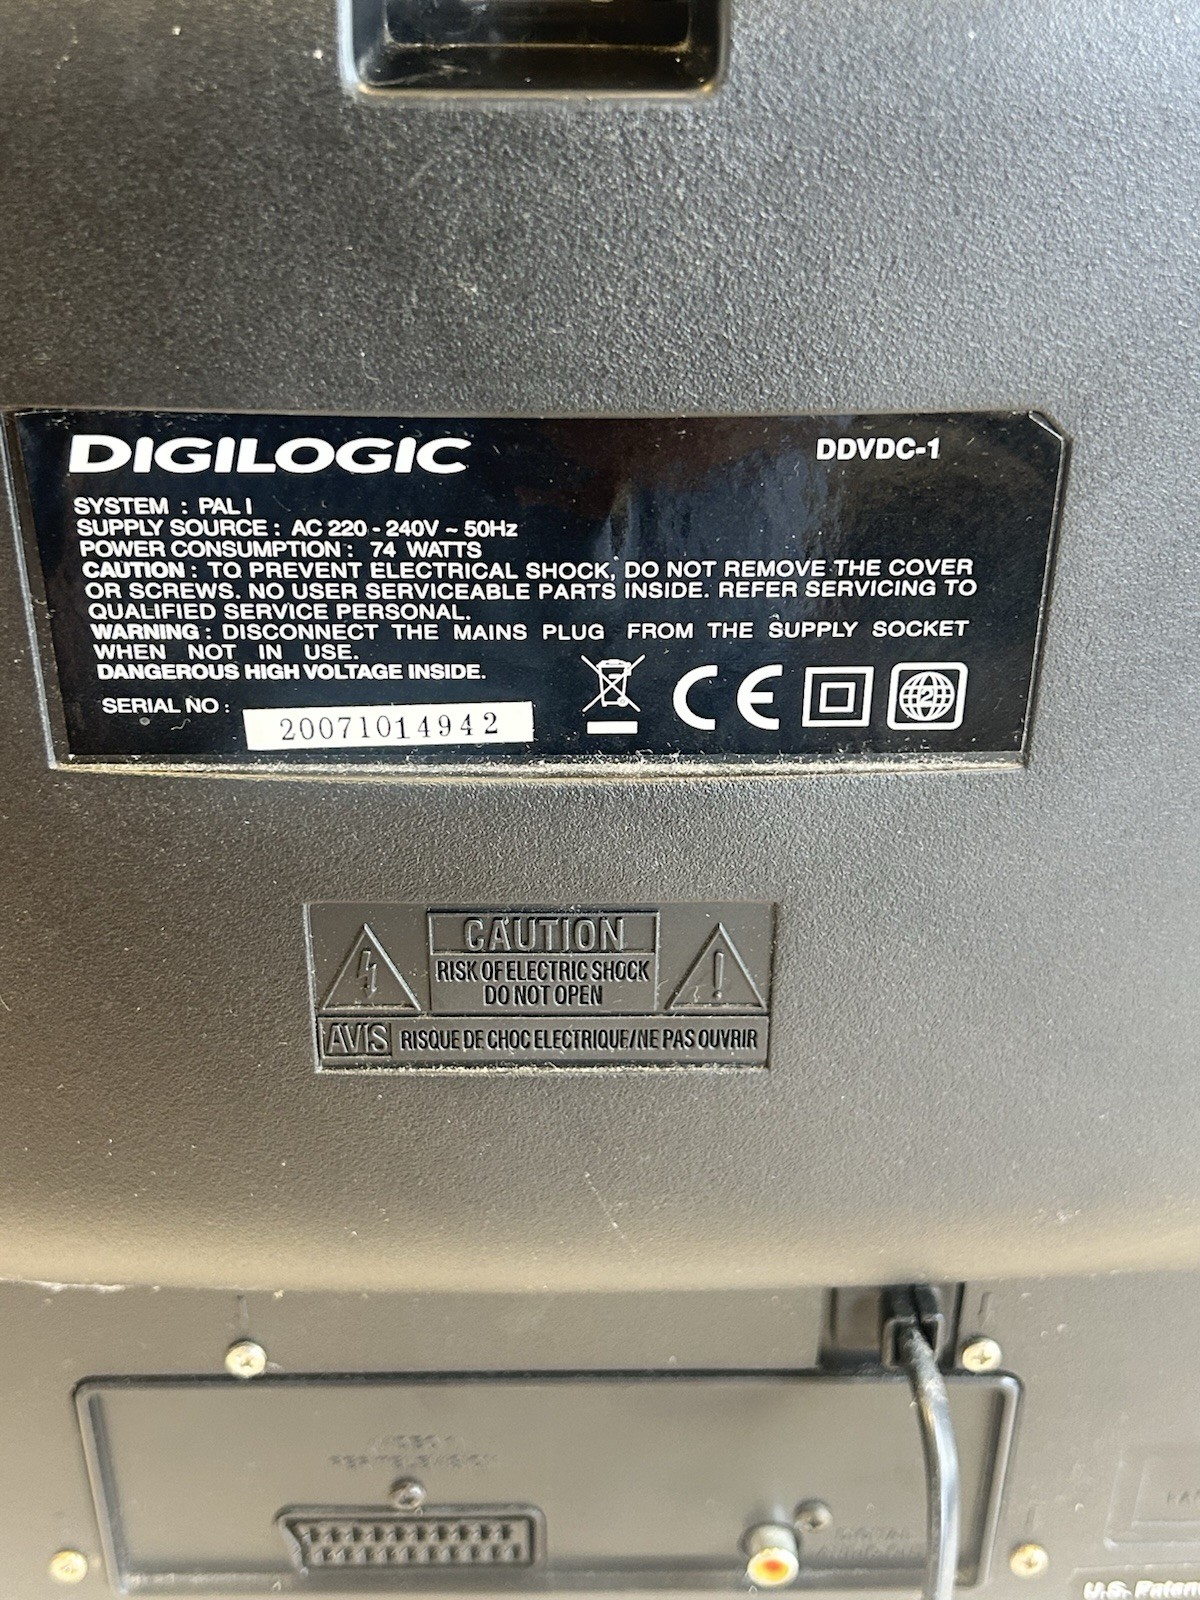 DIGILOGIC
DDVDC-1
SYSTEM : PAL I
SUPPLY SOURCE : AC 220 - 240V ~ 50Hz
POWER CONSUMPTION : 74 WATTS
CAUTION : TO PREVENT ELECTRICAL SHOCK, DO NOT REMOVE THE COVER
OR SCREWS. NO USER SERVICEABLE PARTS INSIDE. REFER SERVICING TO
QUALIFIED SERVICE PERSONAL.
WARNING : DISCONNECT THE MAINS PLUG FROM THE SUPPLY SOCKET
WHEN NOT IN USE.
DANGEROUS HIGH VOLTAGE INSIDE.
SERIAL NO :
20071014942
CE
2
CAUTION
RISK OF ELECTRIC SHOCK
DO NOT OPEN
AVIS RISQUE DE CHOC ELECTRIQUE/NE PAS OUVRIR
U.S.